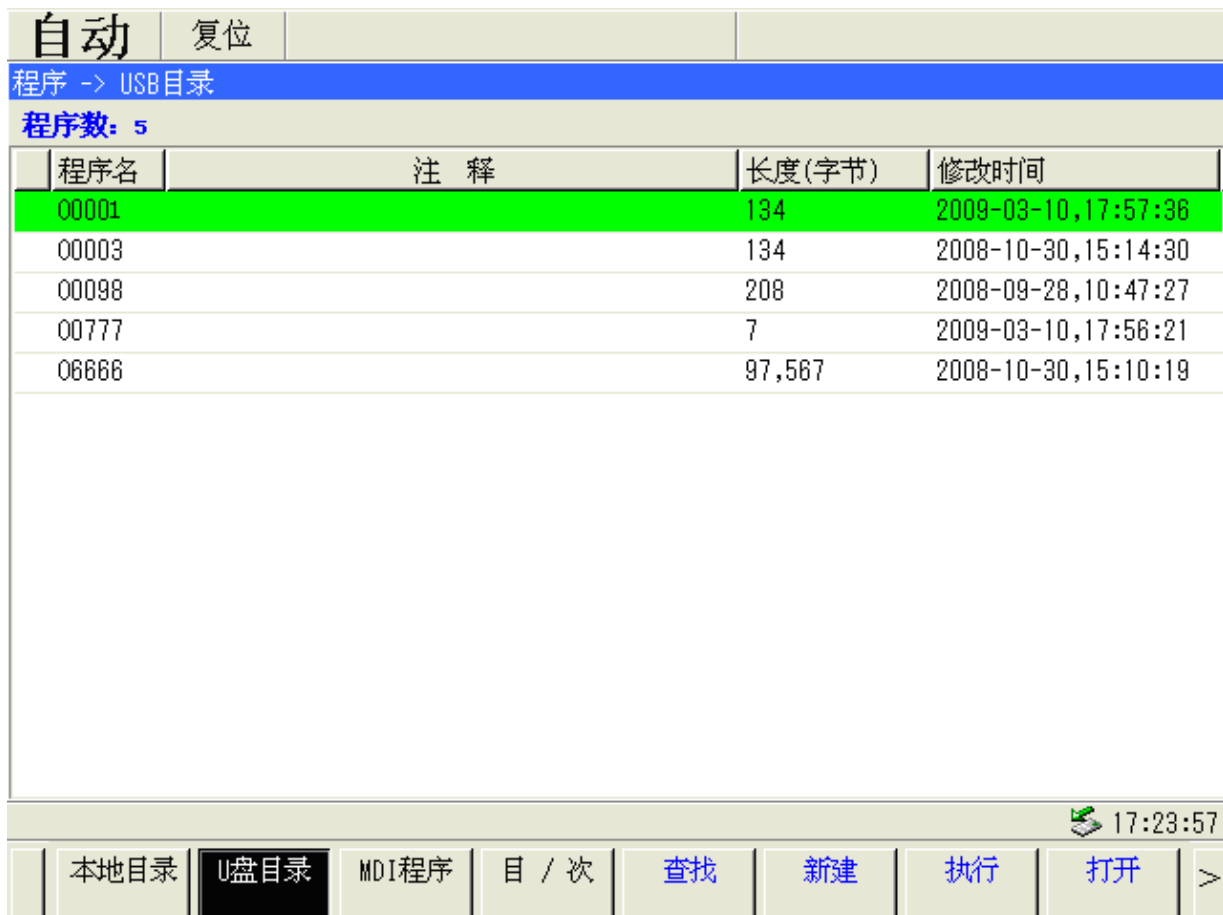 自动 复位
程序 -> USB目录
程序数: 5
程序名 注 释 长度(字节) 修改时间
O0001 134 2009-03-10,17:57:36
O0003 134 2008-10-30,15:14:30
O0098 208 2008-09-28,10:47:27
O0777 7 2009-03-10,17:56:21
O6666 97,567 2008-10-30,15:10:19
17:23:57
本地目录 U盘目录 MDI程序 目 / 次 查找 新建 执行 打开 >